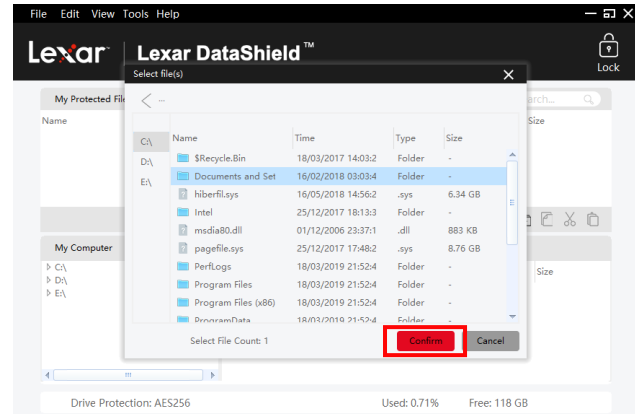 File Edit View Tools Help
Lexar Lexar DataShield™
Lock
Select file(s)
My Protected File
arch...
Name
Size
Name Time Type Size
C:\
D:\
E:\
$Recycle.Bin 18/03/2017 14:03:2 Folder -
Documents and Set 16/02/2018 03:03:4 Folder -
hiberfil.sys 16/05/2018 14:56:2 .sys 6.34 GB
Intel 25/12/2017 18:13:3 Folder -
msdia80.dll 01/12/2006 23:37:1 .dll 883 KB
pagefile.sys 25/12/2017 17:48:2 .sys 8.76 GB
PerfLogs 18/03/2019 21:52:4 Folder -
Program Files 18/03/2019 21:52:4 Folder -
Program Files (x86) 18/03/2019 21:52:4 Folder -
ProgramData 18/03/2019 21:52:4 Folder -
My Computer
C:\
D:\
E:\
Size
Select File Count: 1
Confirm Cancel
Drive Protection: AES256 Used: 0.71% Free: 118 GB